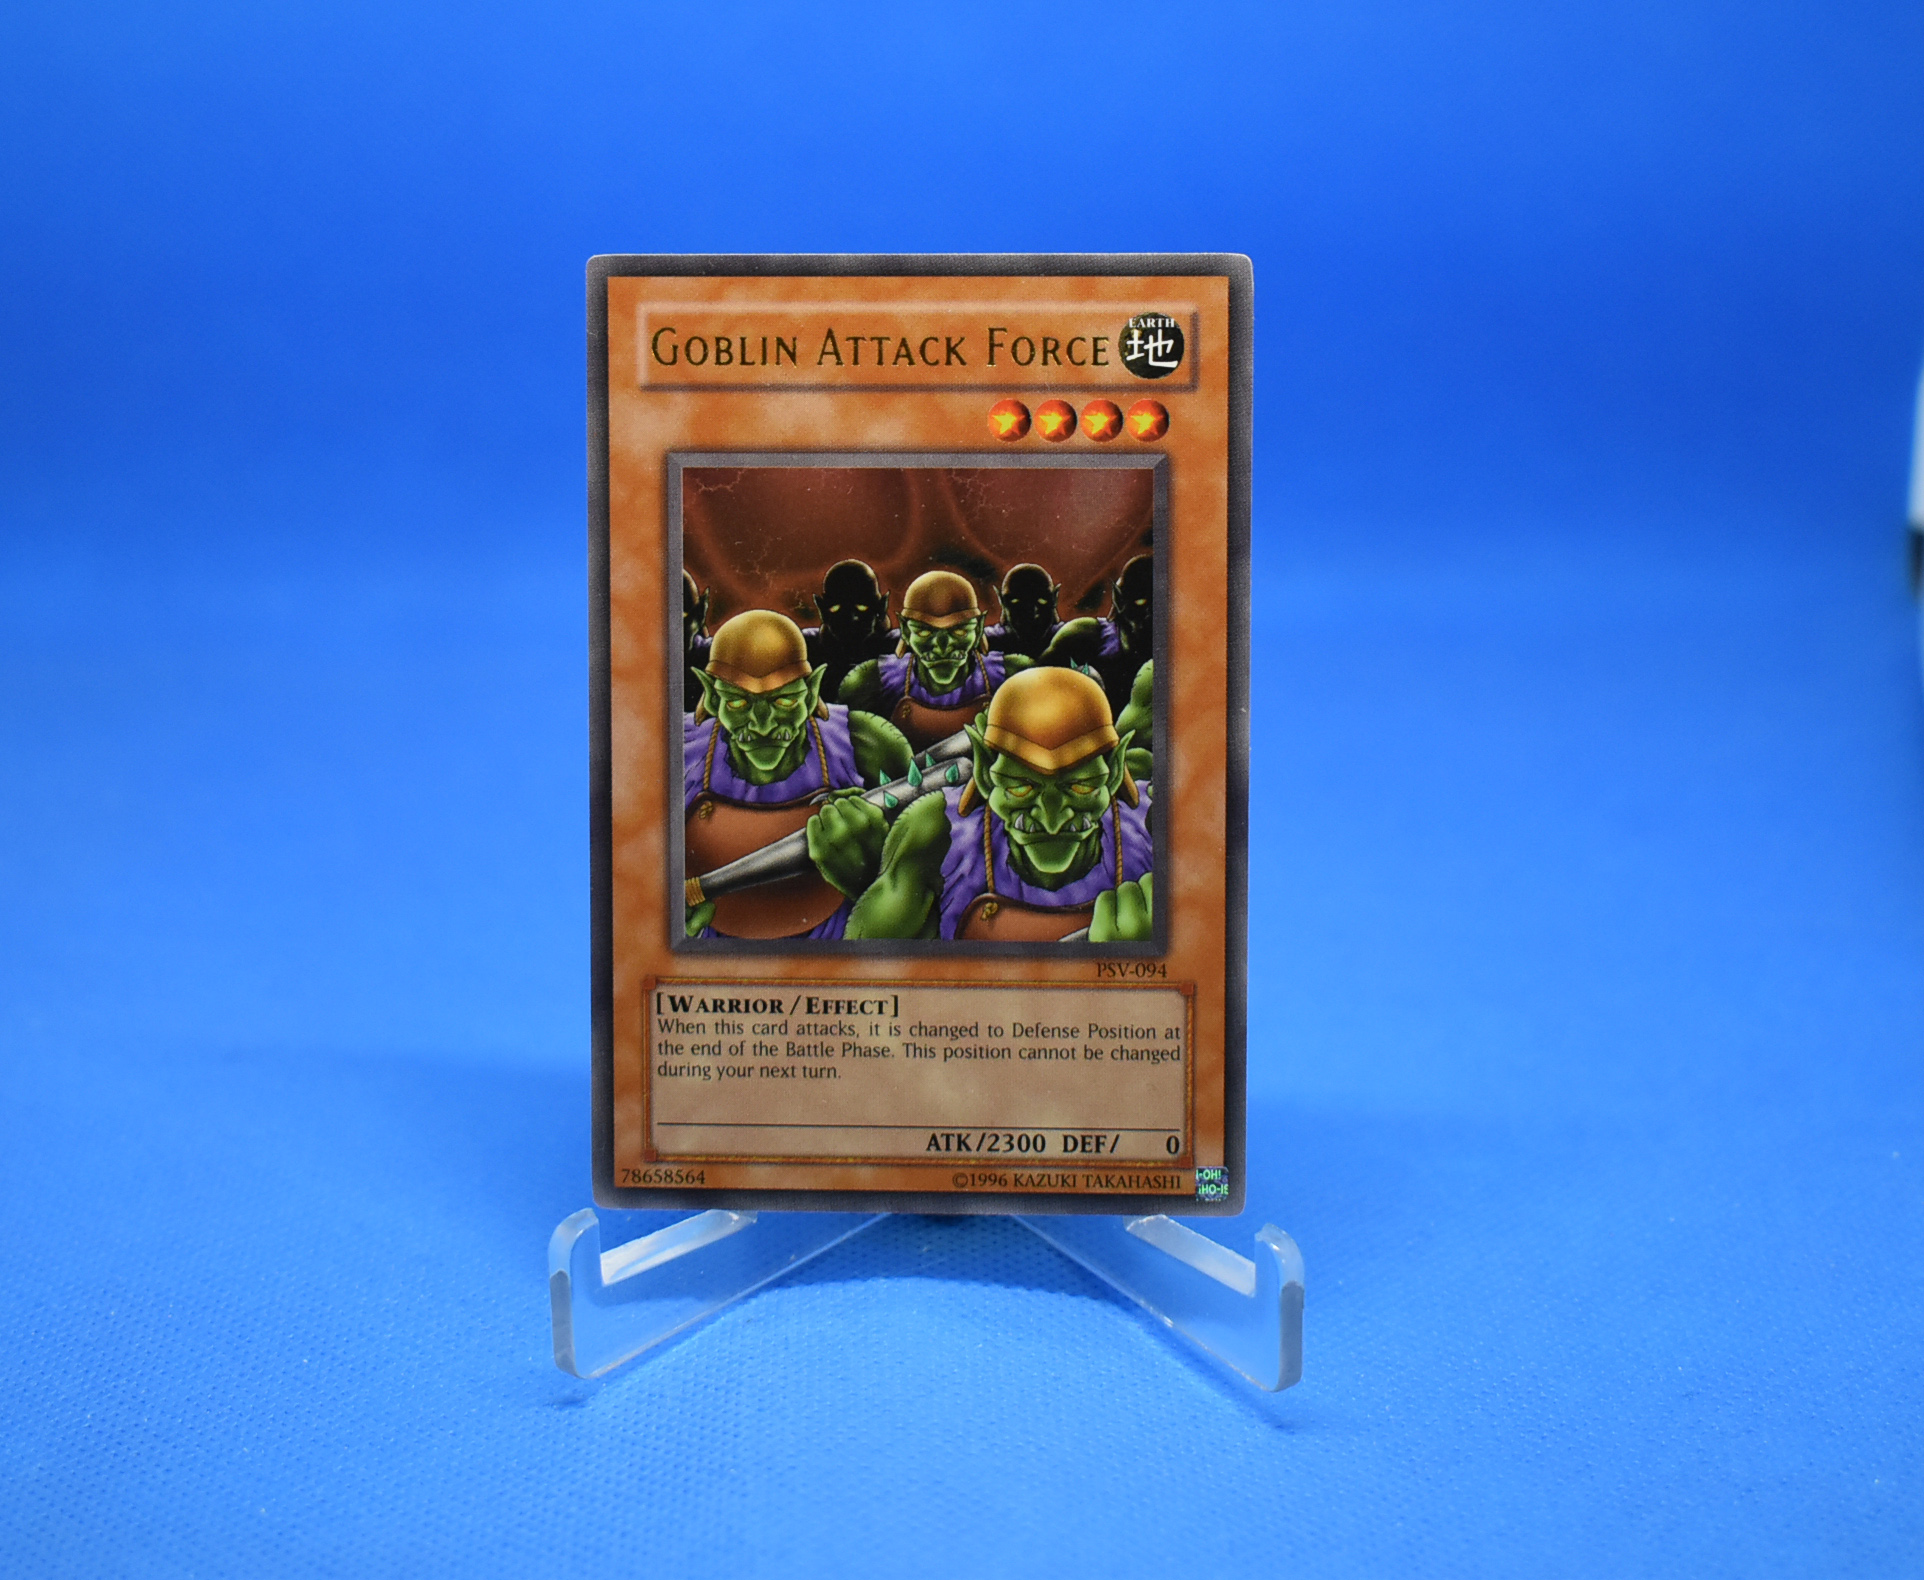 GOBLIN ATTACK FORCE
EARTH
地
PSV-094
[WARRIOR/EFFECT]
When this card attacks, it is changed to Defense Position at
the end of the Battle Phase. This position cannot be changed
during your next turn.
ATK/2300 DEF/ 0
78658564
©1996 KAZUKI TAKAHASHI
-OH!